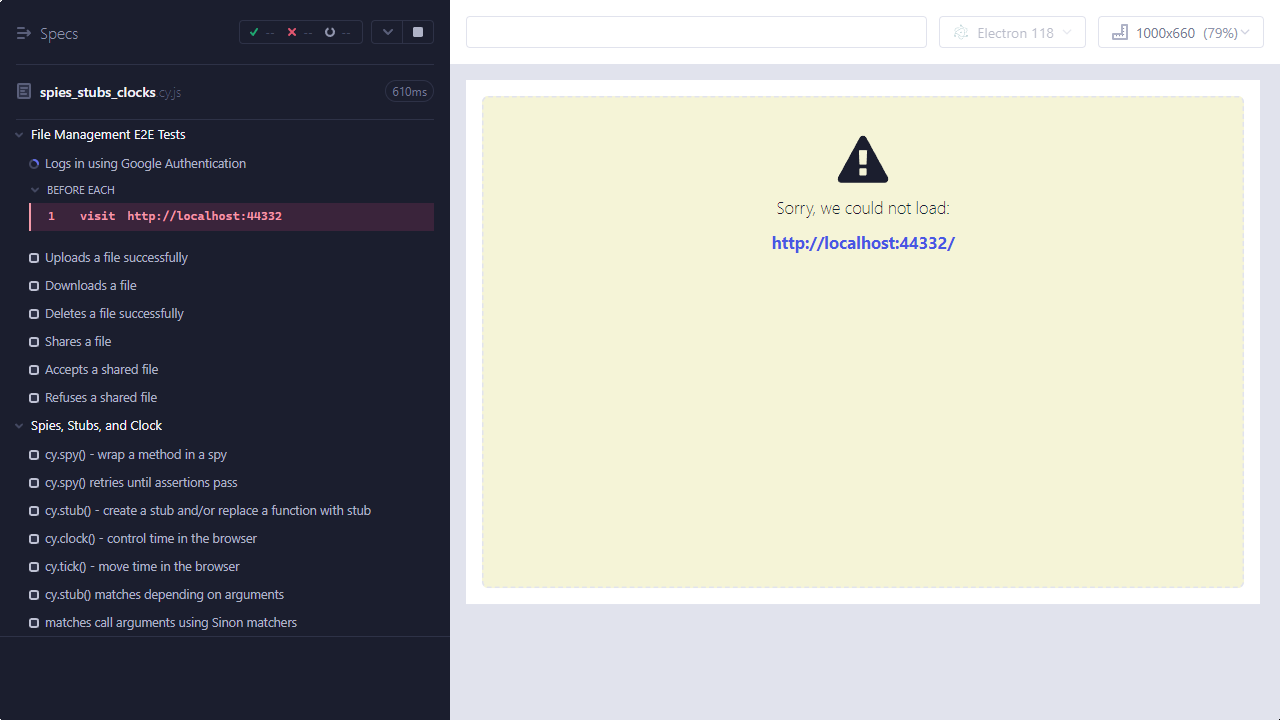 Specs
--
--
--
spies_stubs_clocks cy.js
610ms
File Management E2E Tests
Logs in using Google Authentication
BEFORE EACH
1 visit http://localhost:44332
Uploads a file successfully
Downloads a file
Deletes a file successfully
Shares a file
Accepts a shared file
Refuses a shared file
Spies, Stubs, and Clock
cy.spy() - wrap a method in a spy
cy.spy() retries until assertions pass
cy.stub() - create a stub and/or replace a function with stub
cy.clock() - control time in the browser
cy.tick() - move time in the browser
cy.stub() matches depending on arguments
matches call arguments using Sinon matchers
Electron 118
1000x660 (79%)
Sorry, we could not load:
http://localhost:44332/